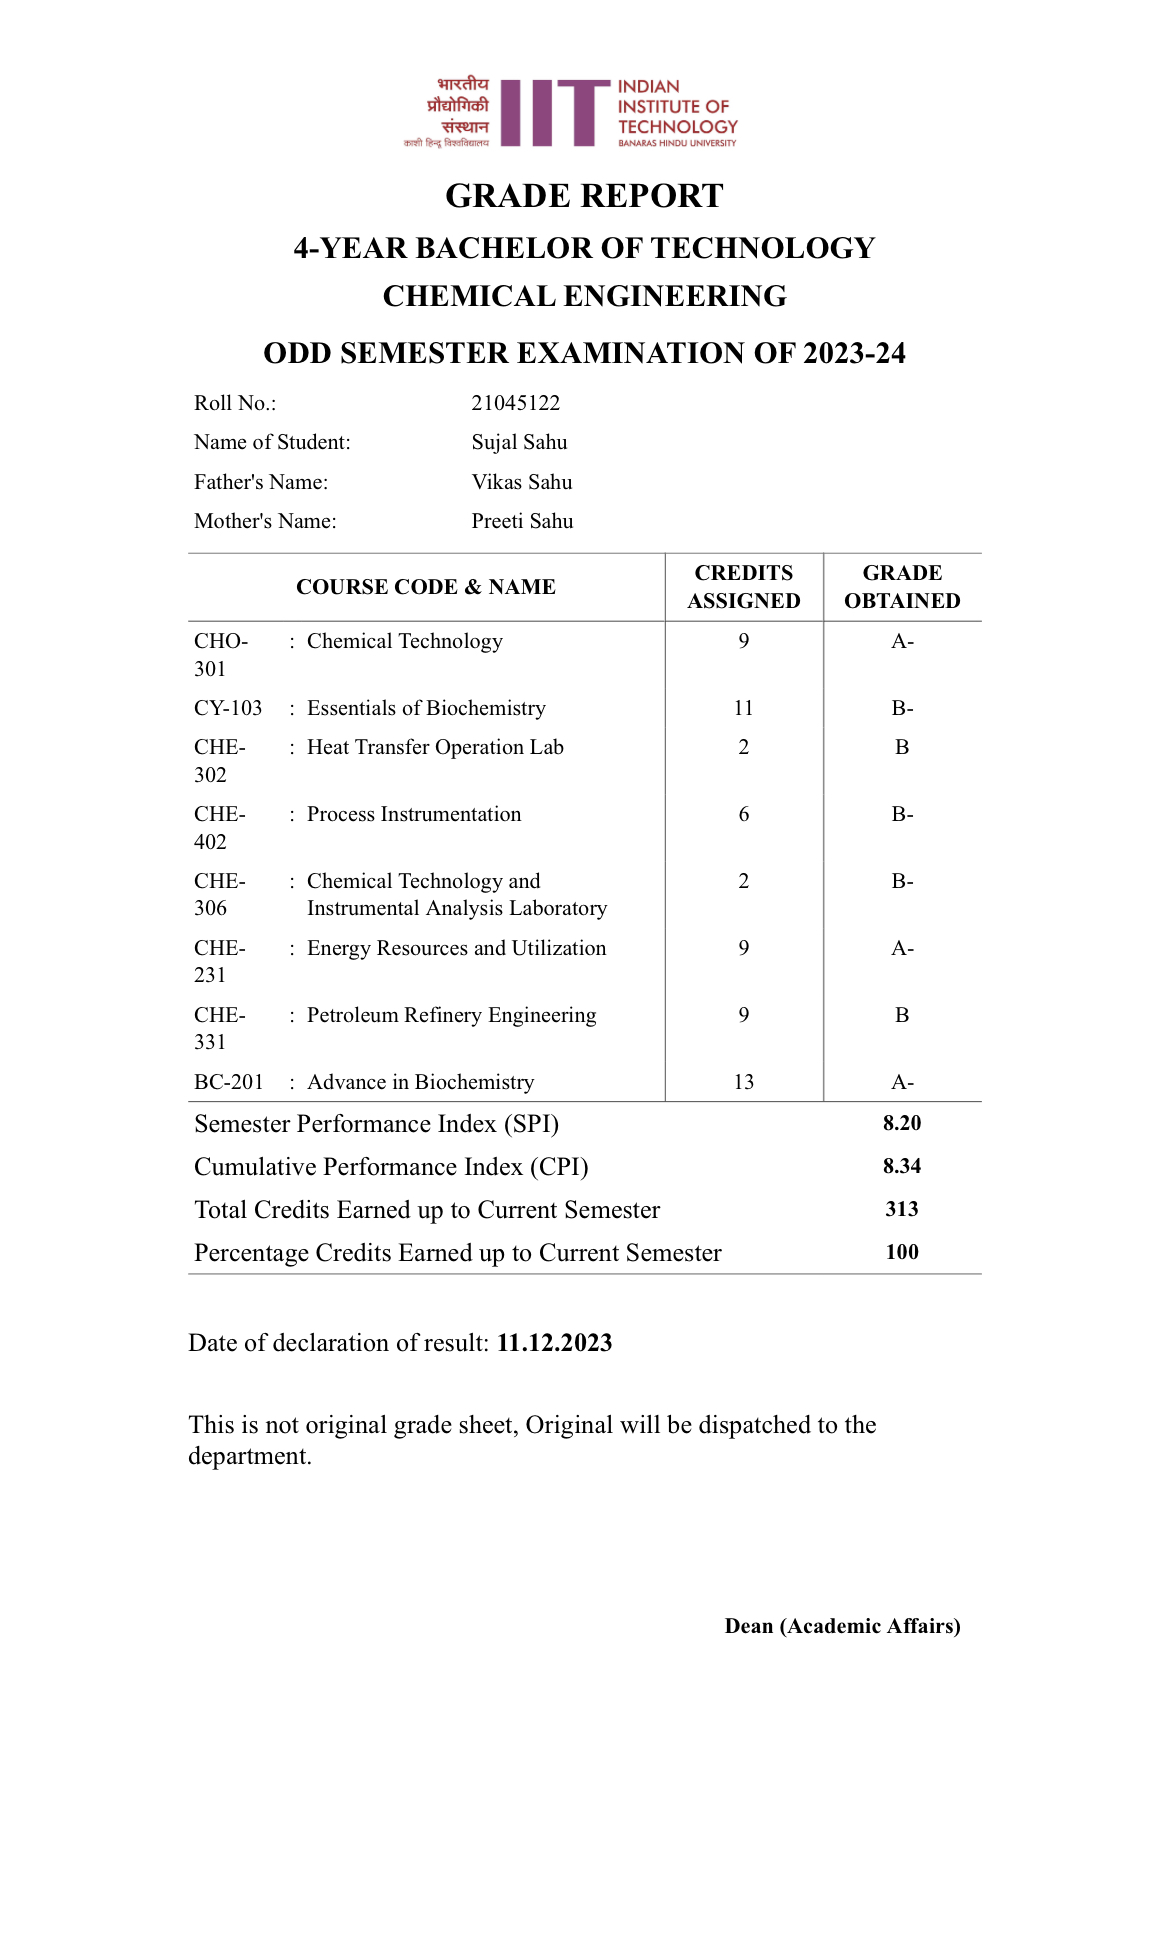 भारतीय
प्रौद्योगिकी
संस्थान
काशी हिन्दू विश्वविद्यालय
IIT
INDIAN
INSTITUTE OF
TECHNOLOGY
BANARAS HINDU UNIVERSITY
GRADE REPORT
4-YEAR BACHELOR OF TECHNOLOGY
CHEMICAL ENGINEERING
ODD SEMESTER EXAMINATION OF 2023-24
Roll No.: 21045122
Name of Student: Sujal Sahu
Father's Name: Vikas Sahu
Mother's Name: Preeti Sahu
COURSE CODE & NAME CREDITS ASSIGNED GRADE OBTAINED
CHO-301 : Chemical Technology 9 A-
CY-103 : Essentials of Biochemistry 11 B-
CHE-302 : Heat Transfer Operation Lab 2 B
CHE-402 : Process Instrumentation 6 B-
CHE-306 : Chemical Technology and Instrumental Analysis Laboratory 2 B-
CHE-231 : Energy Resources and Utilization 9 A-
CHE-331 : Petroleum Refinery Engineering 9 B
BC-201 : Advance in Biochemistry 13 A-
Semester Performance Index (SPI) 8.20
Cumulative Performance Index (CPI) 8.34
Total Credits Earned up to Current Semester 313
Percentage Credits Earned up to Current Semester 100
Date of declaration of result: 11.12.2023
This is not original grade sheet, Original will be dispatched to the
department.
Dean (Academic Affairs)